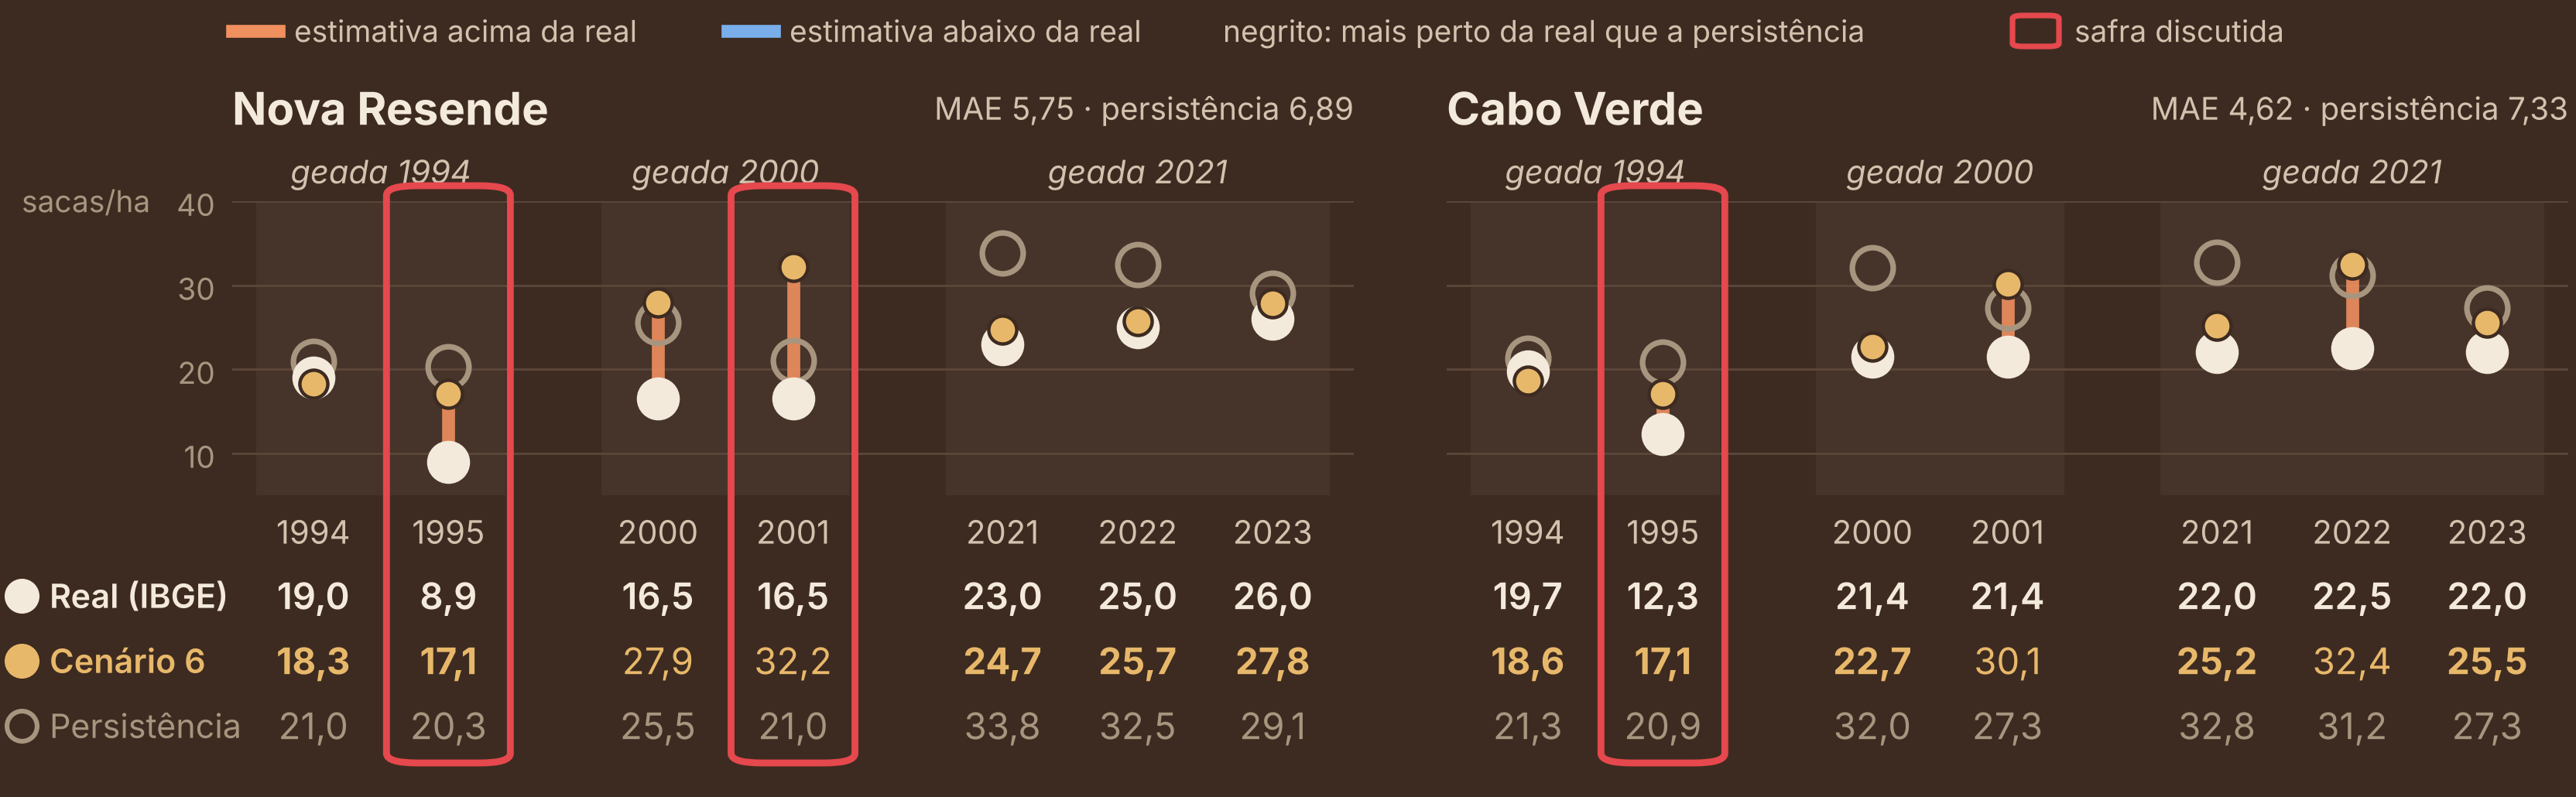 estimativa acima da real
estimativa abaixo da real
negrito: mais perto da real que a persistência
safra discutida
Nova Resende
MAE 5,75 · persistência 6,89
Cabo Verde
MAE 4,62 · persistência 7,33
geada 1994
geada 2000
geada 2021
geada 1994
geada 2000
geada 2021
sacas/ha
40
30
20
10
1994 1995 2000 2001 2021 2022 2023 1994 1995 2000 2001 2021 2022 2023
Real (IBGE) 19,0 8,9 16,5 16,5 23,0 25,0 26,0 19,7 12,3 21,4 21,4 22,0 22,5 22,0
Cenário 6 18,3 17,1 27,9 32,2 24,7 25,7 27,8 18,6 17,1 22,7 30,1 25,2 32,4 25,5
Persistência 21,0 20,3 25,5 21,0 33,8 32,5 29,1 21,3 20,9 32,0 27,3 32,8 31,2 27,3